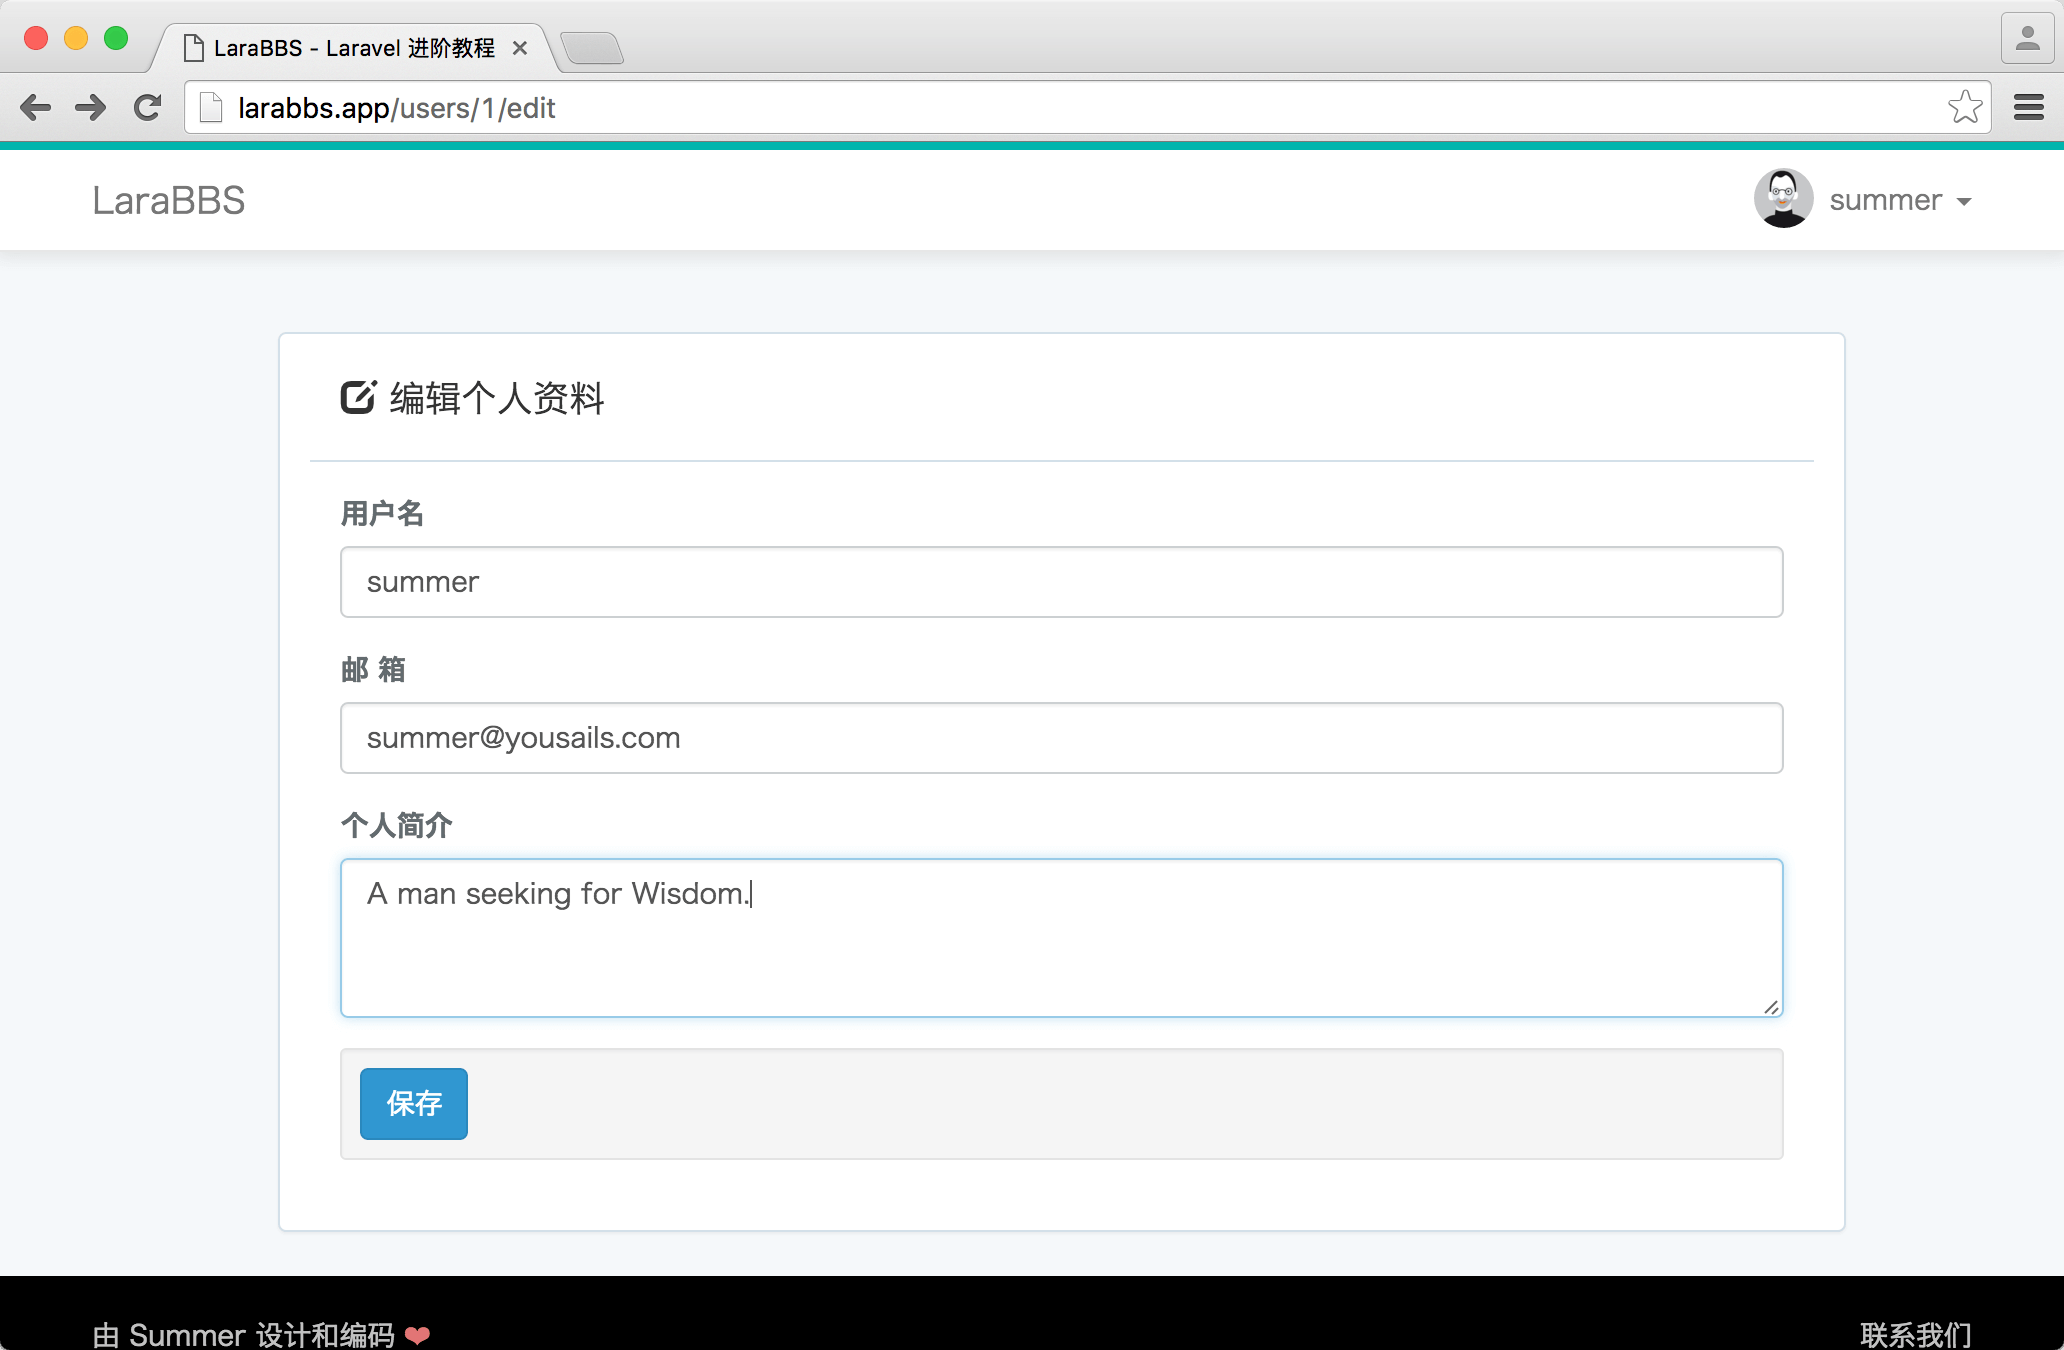 LaraBBS - Laravel 进阶教程
larabbs.app/users/1/edit
LaraBBS
summer
编辑个人资料
用户名
summer
邮 箱
summer@yousails.com
个人简介
A man seeking for Wisdom.
保存
由 Summer 设计和编码 ❤
联系我们